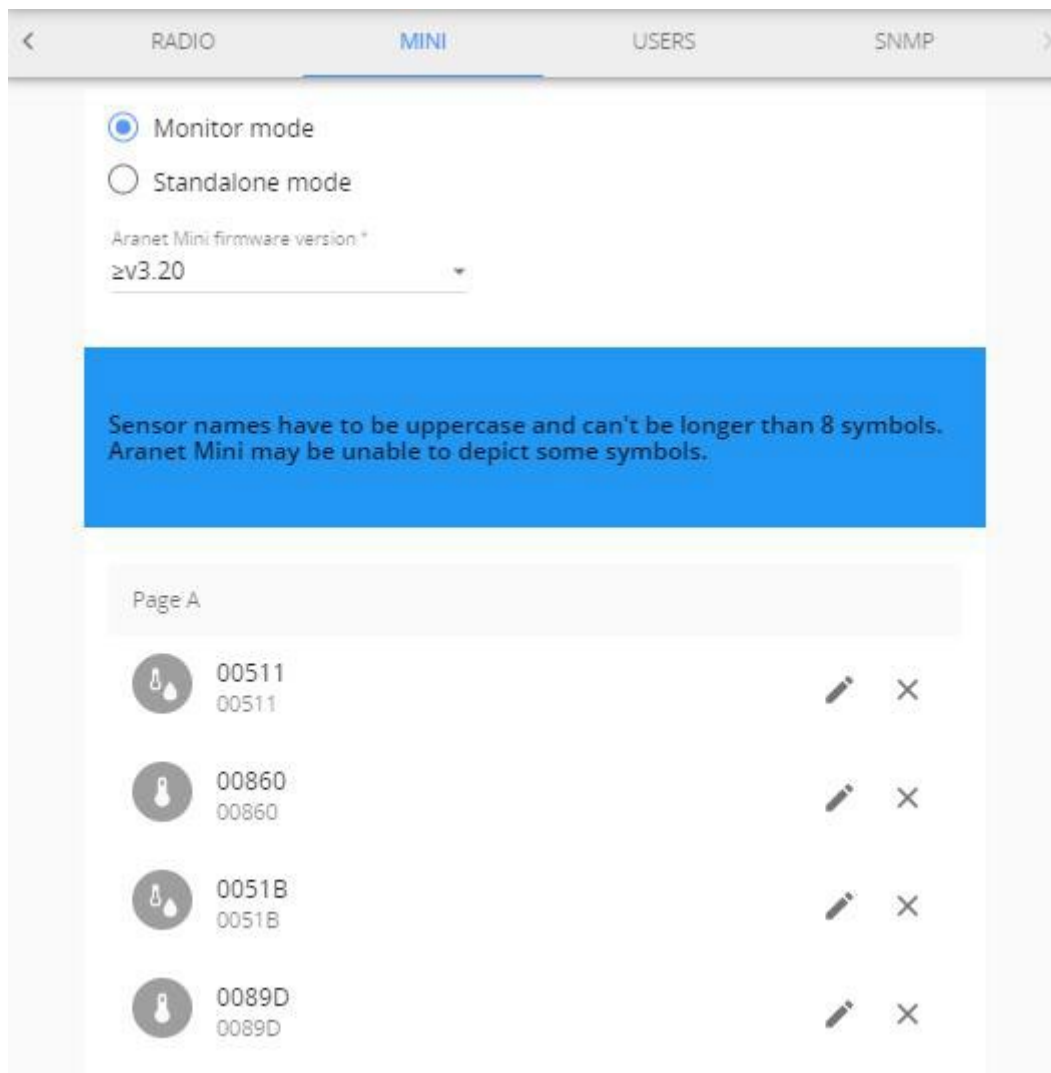 RADIO MINI USERS SNMP
Monitor mode
Standalone mode
Aranet Mini firmware version *
≥v3.20
Sensor names have to be uppercase and can't be longer than 8 symbols.
Aranet Mini may be unable to depict some symbols.
Page A
00511
00511
00860
00860
0051B
0051B
0089D
0089D